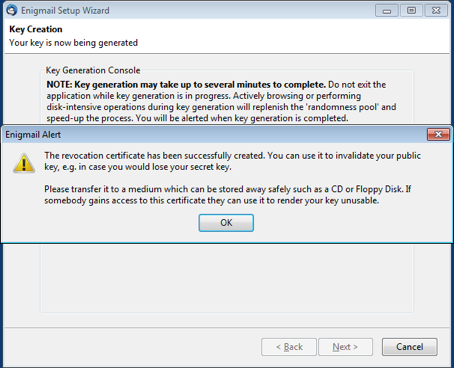 Enigmail Setup Wizard
Key Creation
Your key is now being generated
Key Generation Console
NOTE: Key generation may take up to several minutes to complete. Do not exit the
application while key generation is in progress. Actively browsing or performing
disk-intensive operations during key generation will replenish the 'randomness pool' and
speed-up the process. You will be alerted when key generation is completed.
Enigmail Alert
The revocation certificate has been successfully created. You can use it to invalidate your public
key, e.g. in case you would lose your secret key.
Please transfer it to a medium which can be stored away safely such as a CD or Floppy Disk. If
somebody gains access to this certificate they can use it to render your key unusable.
OK
< Back Next > Cancel